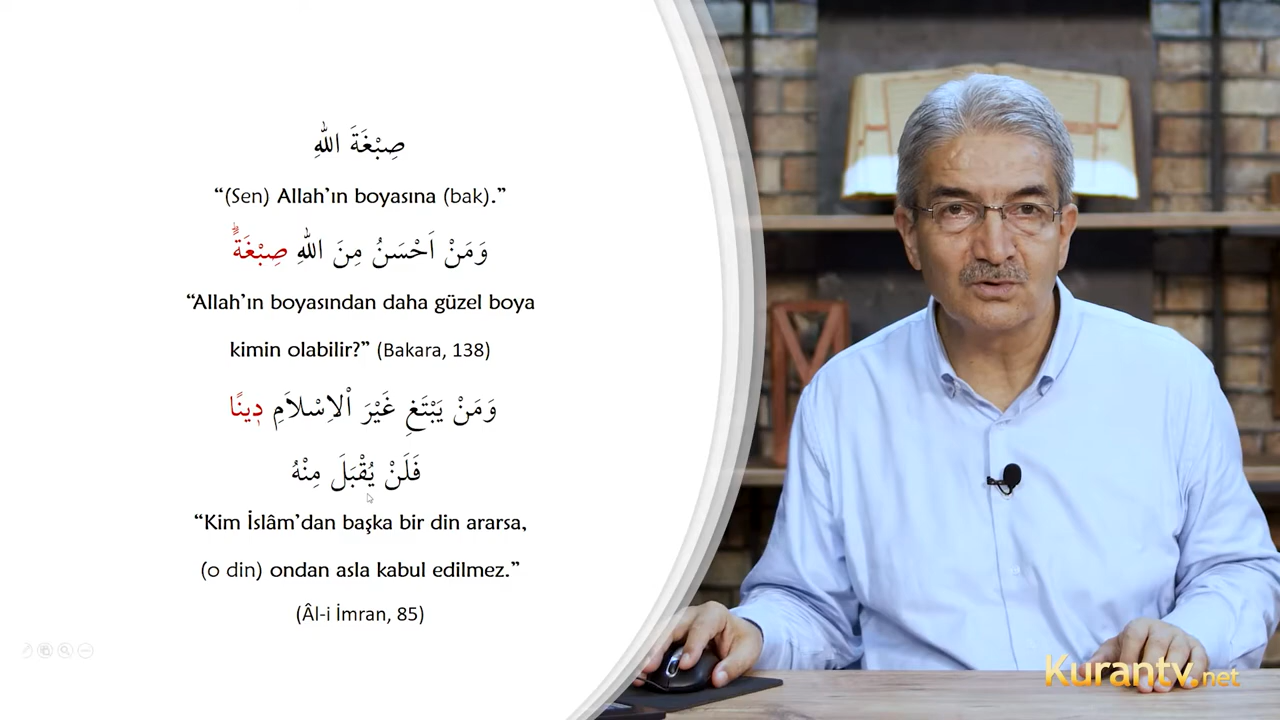 صِبْغَةَ اللّٰهِ
“(Sen) Allah’ın boyasına (bak).”
وَمَنْ اَحْسَنُ مِنَ اللّٰهِ صِبْغَةًۘ
“Allah’ın boyasından daha güzel boya
kimin olabilir?” (Bakara, 138)
وَمَنْ يَبْتَغِ غَيْرَ الْاِسْلَامِ د۪ينًا
فَلَنْ يُقْبَلَ مِنْهُ
“Kim İslâm’dan başka bir din ararsa,
(o din) ondan asla kabul edilmez.”
(Âl-i İmran, 85)
Kurantv.net